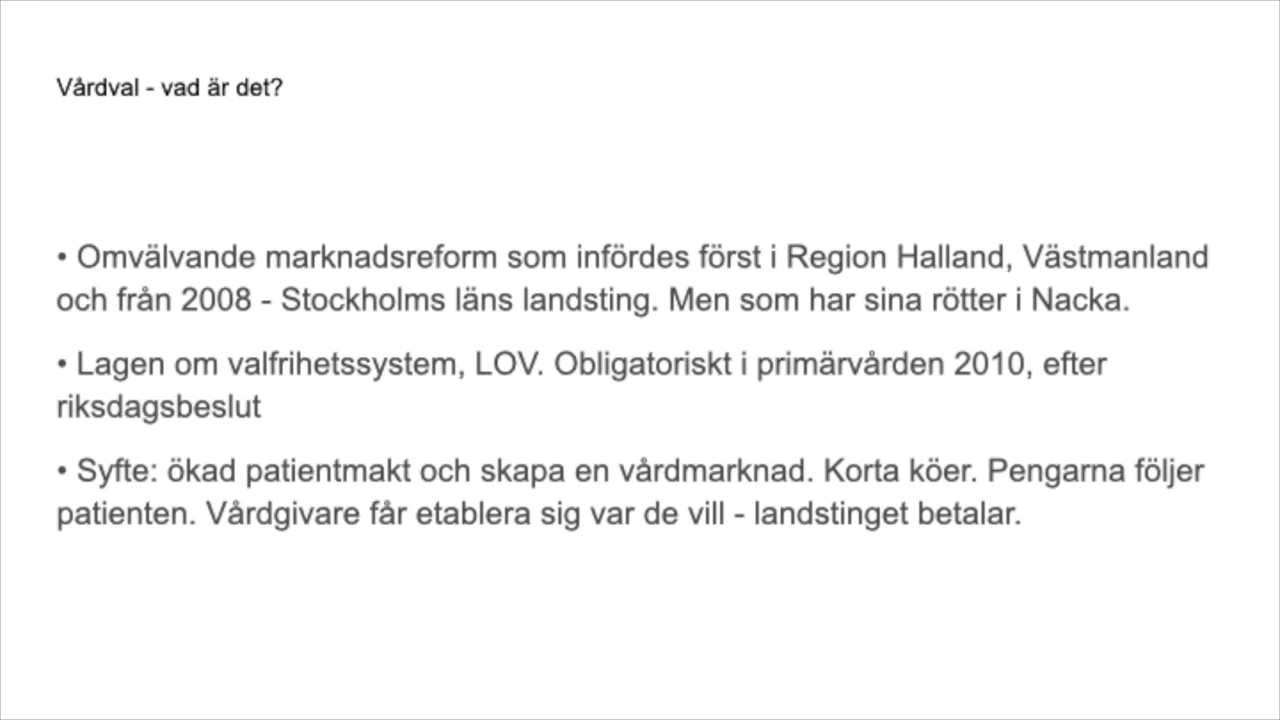 Vårdval - vad är det?
• Omvälvande marknadsreform som infördes först i Region Halland, Västmanland
och från 2008 - Stockholms läns landsting. Men som har sina rötter i Nacka.
• Lagen om valfrihetssystem, LOV. Obligatoriskt i primärvården 2010, efter
riksdagsbeslut
• Syfte: ökad patientmakt och skapa en vårdmarknad. Korta köer. Pengarna följer
patienten. Vårdgivare får etablera sig var de vill - landstinget betalar.